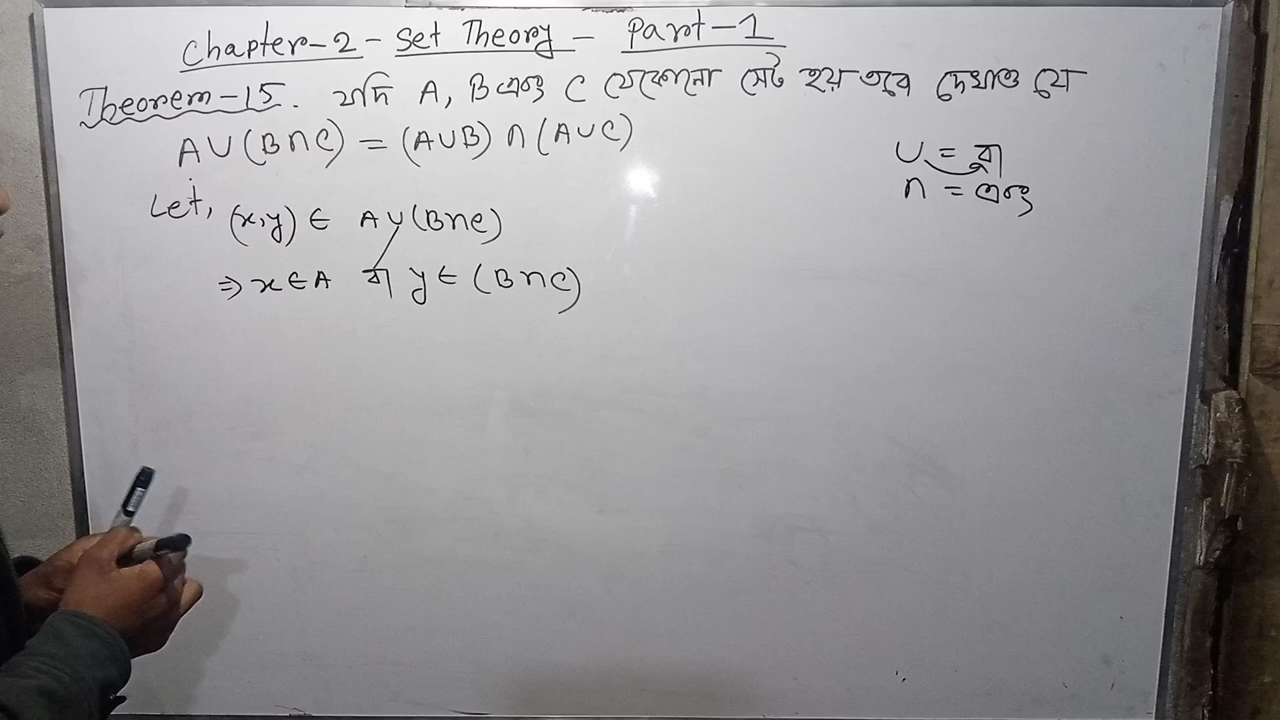 Chapter-2-Set Theory - Part-1
Theorem-15. যদি A, B এবং C যেকোনো সেট হয় তবে দেখাও যে
A∪(B∩C) = (A∪B) ∩ (A∪C)
∪ = বা
∩ = এবং
Let, (x,y) ∈ A∪(B∩C)
⇒ x∈A বা y∈ (B∩C)